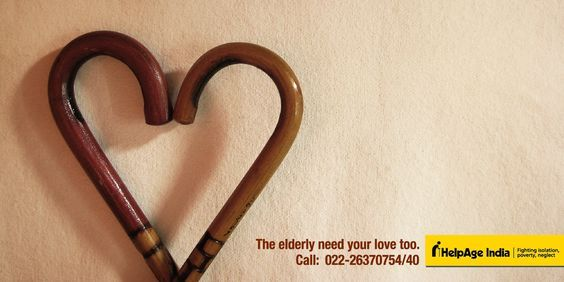 The elderly need your love too.
Call: 022-26370754/40
HelpAge India
Fighting isolation,
poverty, neglect